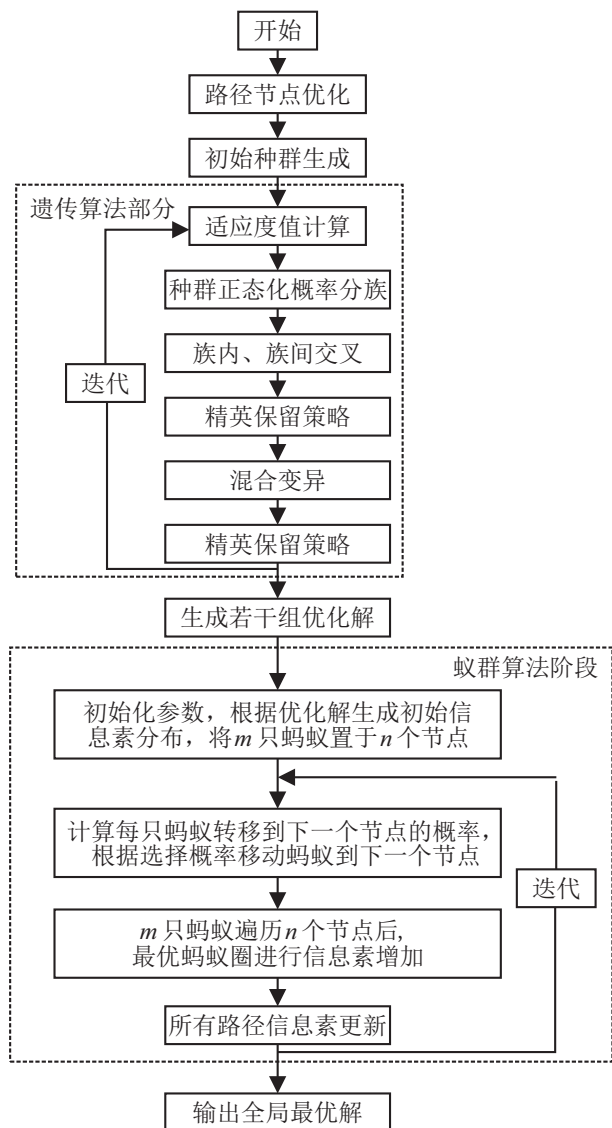 开始
路径节点优化
初始种群生成
遗传算法部分
适应度值计算
种群正态化概率分族
族内、族间交叉
迭代
精英保留策略
混合变异
精英保留策略
生成若干组优化解
蚁群算法阶段
初始化参数，根据优化解生成初始信
息素分布，将m只蚂蚁置于n个节点
计算每只蚂蚁转移到下一个节点的概率，
根据选择概率移动蚂蚁到下一个节点
迭代
m只蚂蚁遍历n个节点后，
最优蚂蚁圈进行信息素增加
所有路径信息素更新
输出全局最优解